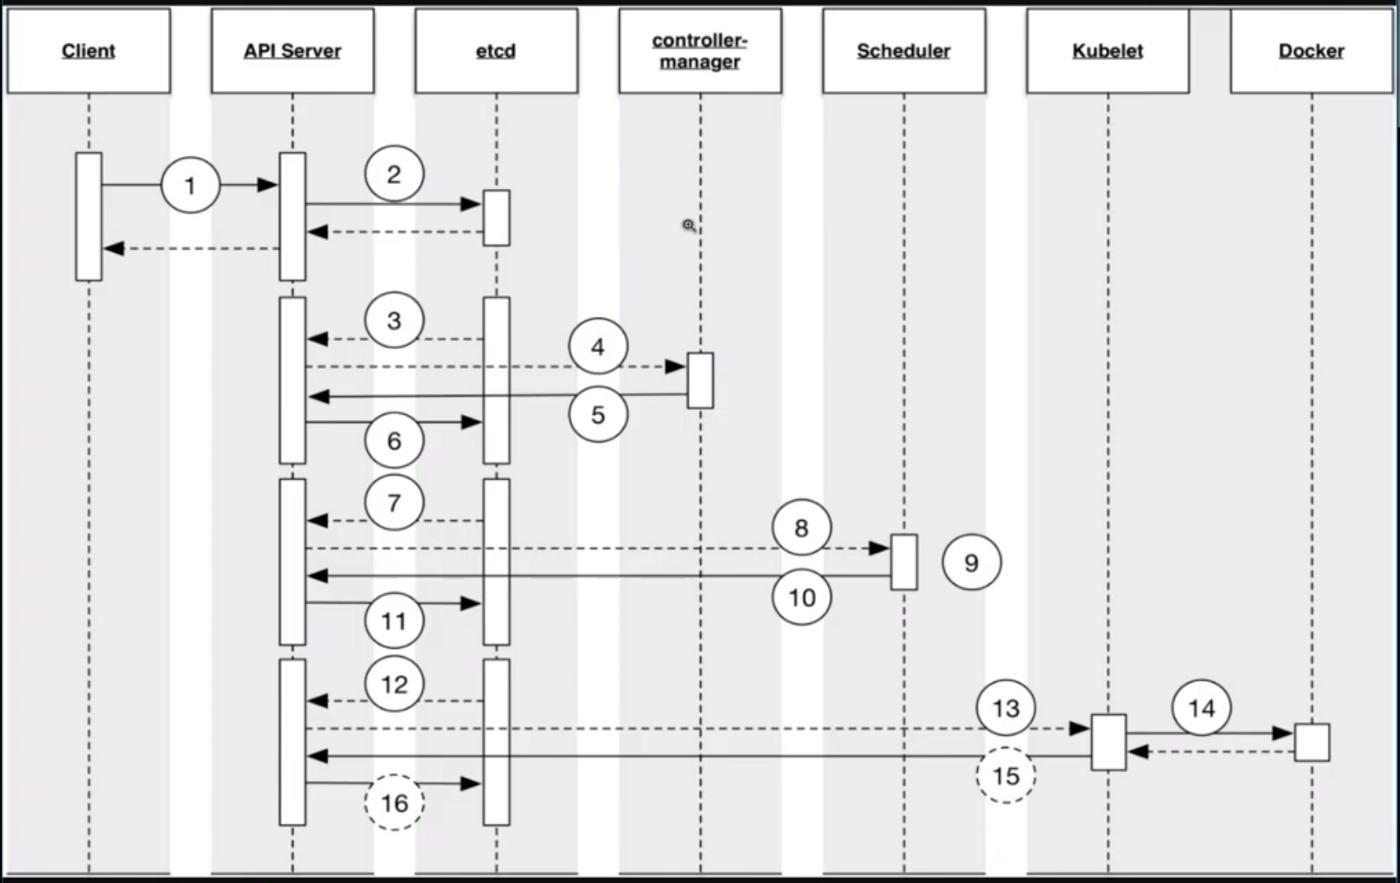 Client
API Server
etcd
controller-
manager
Scheduler
Kubelet
Docker
1
2
3
4
5
6
7
8
9
10
11
12
13
14
15
16